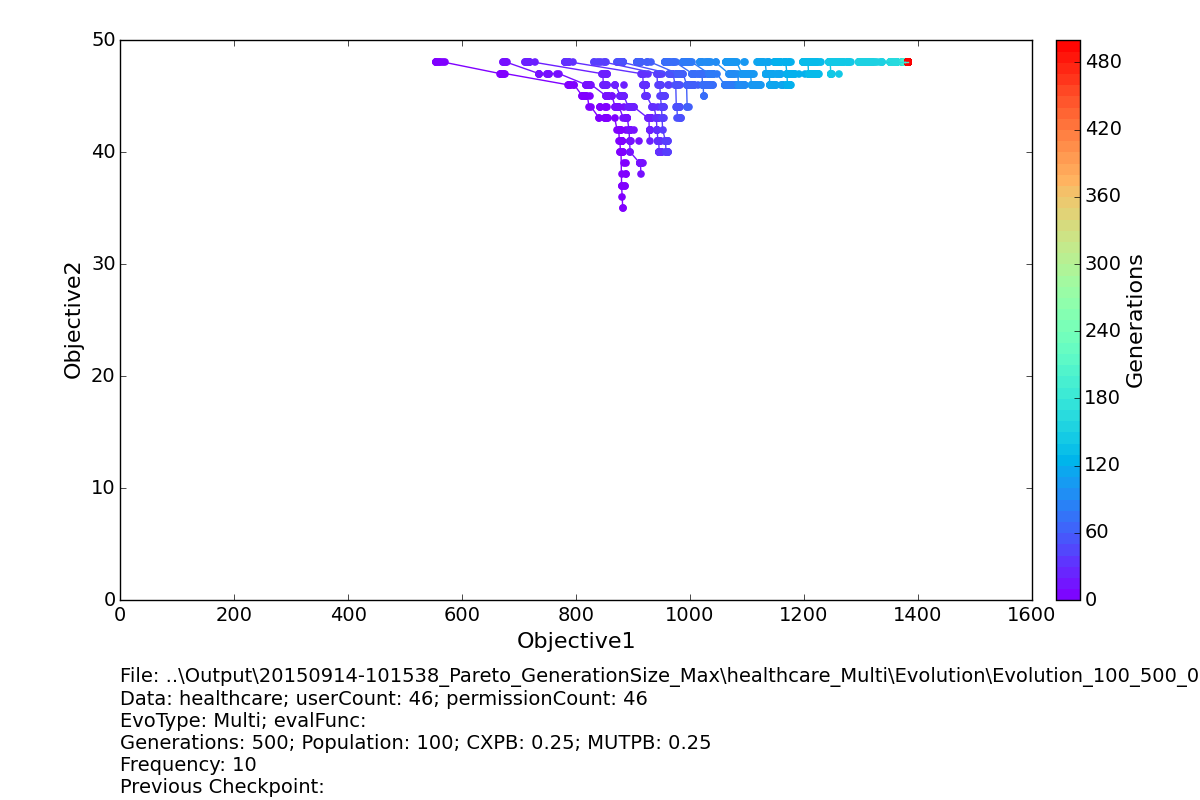 50
40
30
20
10
0
Objective2
0 200 400 600 800 1000 1200 1400 1600
Objective1
480
420
360
300
240
180
120
60
0
Generations
File: ..\Output\20150914-101538_Pareto_GenerationSize_Max\healthcare_Multi\Evolution\Evolution_100_500_0
Data: healthcare; userCount: 46; permissionCount: 46
EvoType: Multi; evalFunc:
Generations: 500; Population: 100; CXPB: 0.25; MUTPB: 0.25
Frequency: 10
Previous Checkpoint: